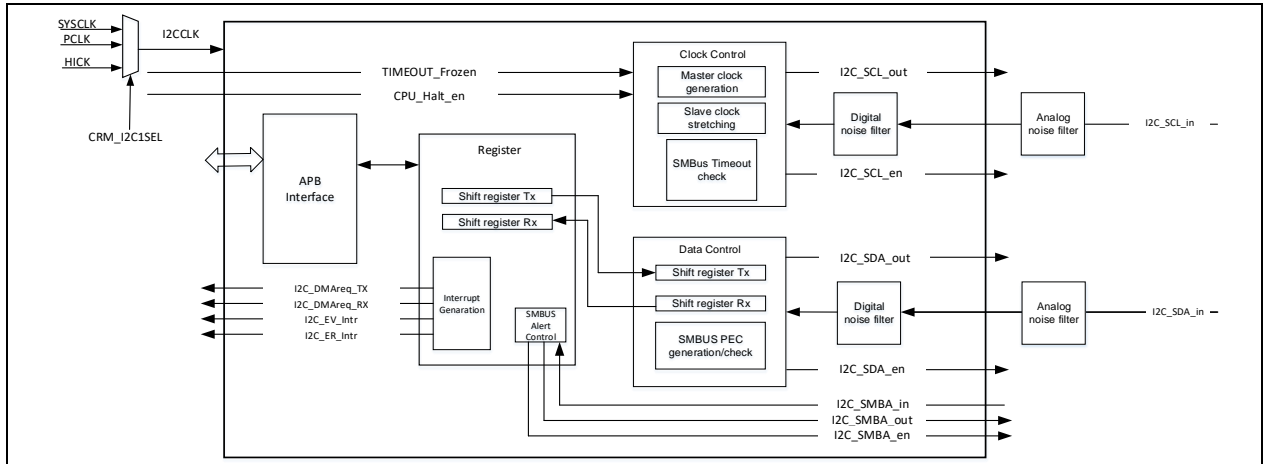 SYSCLK
PCLK
HICK
I2CCLK
CRM_I2C1SEL
TIMEOUT_Frozen
CPU_Halt_en
APB
Interface
Register
Shift register Tx
Shift register Rx
Interrupt
Genaration
SMBUS
Alert
Control
I2C_DMAreq_TX
I2C_DMAreq_RX
I2C_EV_Intr
I2C_ER_Intr
Clock Control
Master clock
generation
Slave clock
stretching
SMBus Timeout
check
I2C_SCL_out
Digital
noise filter
Analog
noise filter
I2C_SCL_in
I2C_SCL_en
Data Control
Shift register Tx
Shift register Rx
SMBUS PEC
generation/check
I2C_SDA_out
Digital
noise filter
Analog
noise filter
I2C_SDA_in
I2C_SDA_en
I2C_SMBA_in
I2C_SMBA_out
I2C_SMBA_en